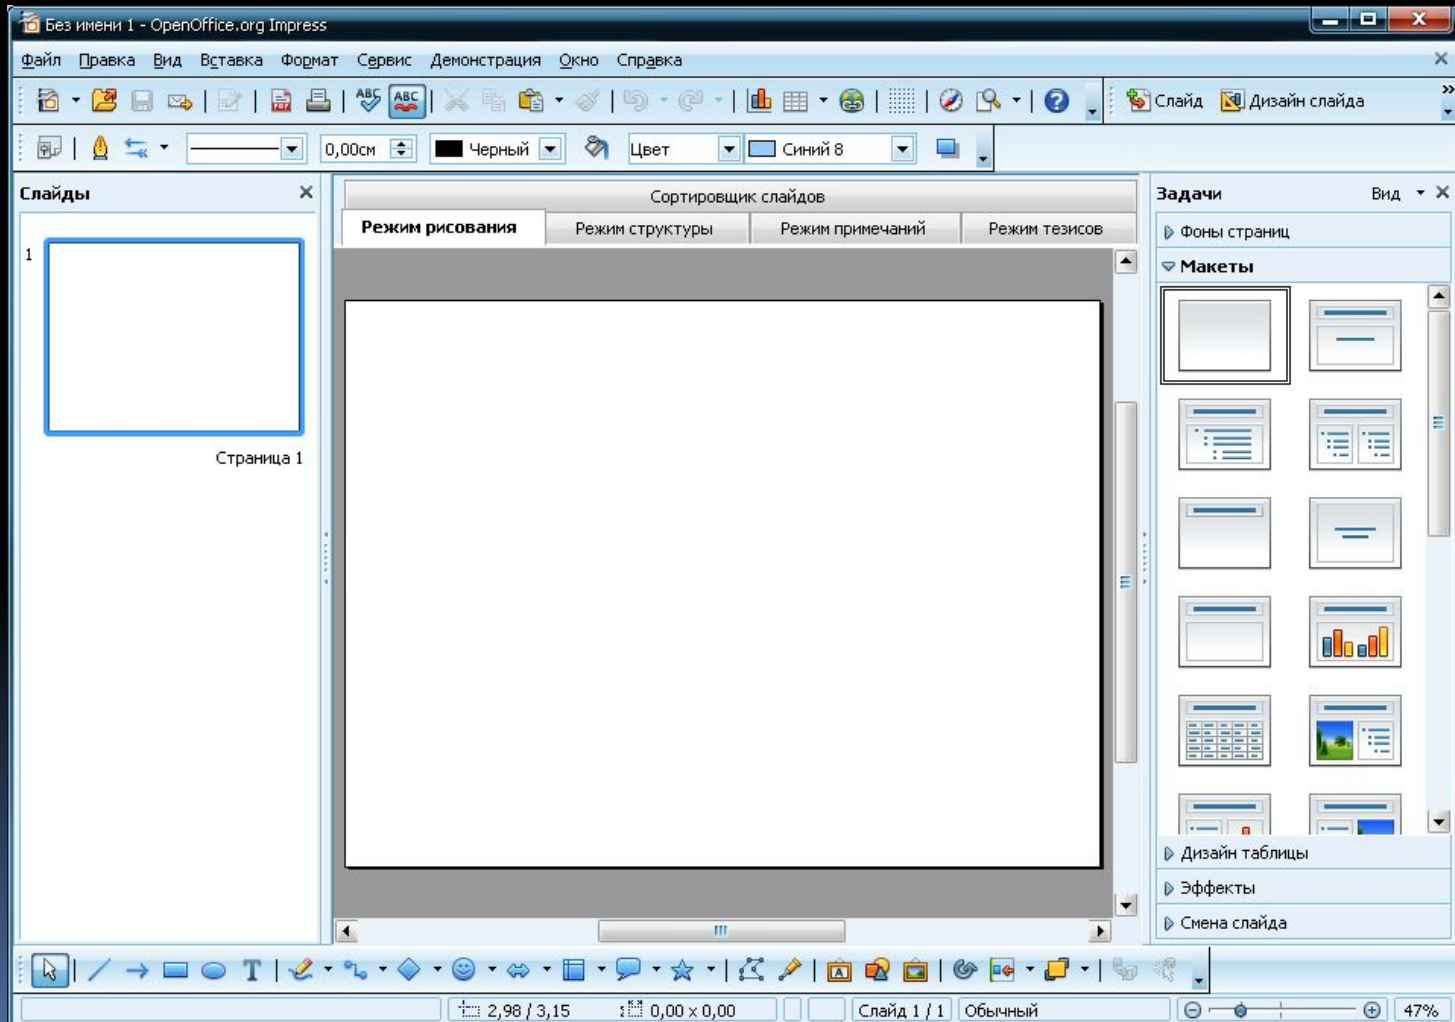 Без имени 1 - OpenOffice.org Impress
Файл Правка Вид Вставка Формат Сервис Демонстрация Окно Справка
ABC ABC Слайд Дизайн слайда
0,00см Черный Цвет Синий 8
Слайды
1
Страница 1
Сортировщик слайдов
Режим рисования Режим структуры Режим примечаний Режим тезисов
Задачи Вид
Фоны страниц
Макеты
Дизайн таблицы
Эффекты
Смена слайда
2,98 / 3,15 0,00 x 0,00 Слайд 1 / 1 Обычный 47%